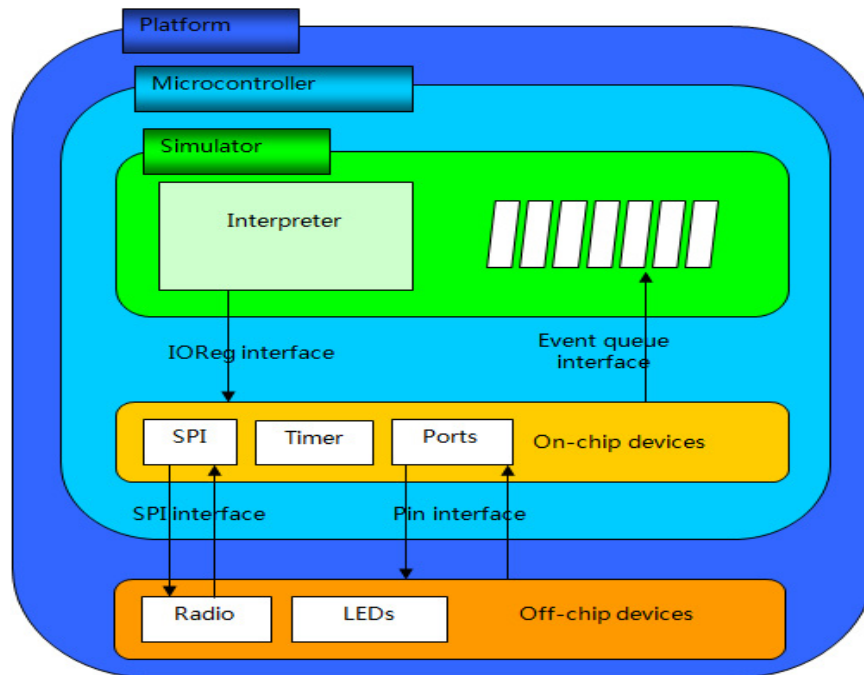 Platform
Microcontroller
Simulator
Interpreter
IOReg interface
Event queue
interface
SPI
Timer
Ports
On-chip devices
SPI interface
Pin interface
Radio
LEDs
Off-chip devices